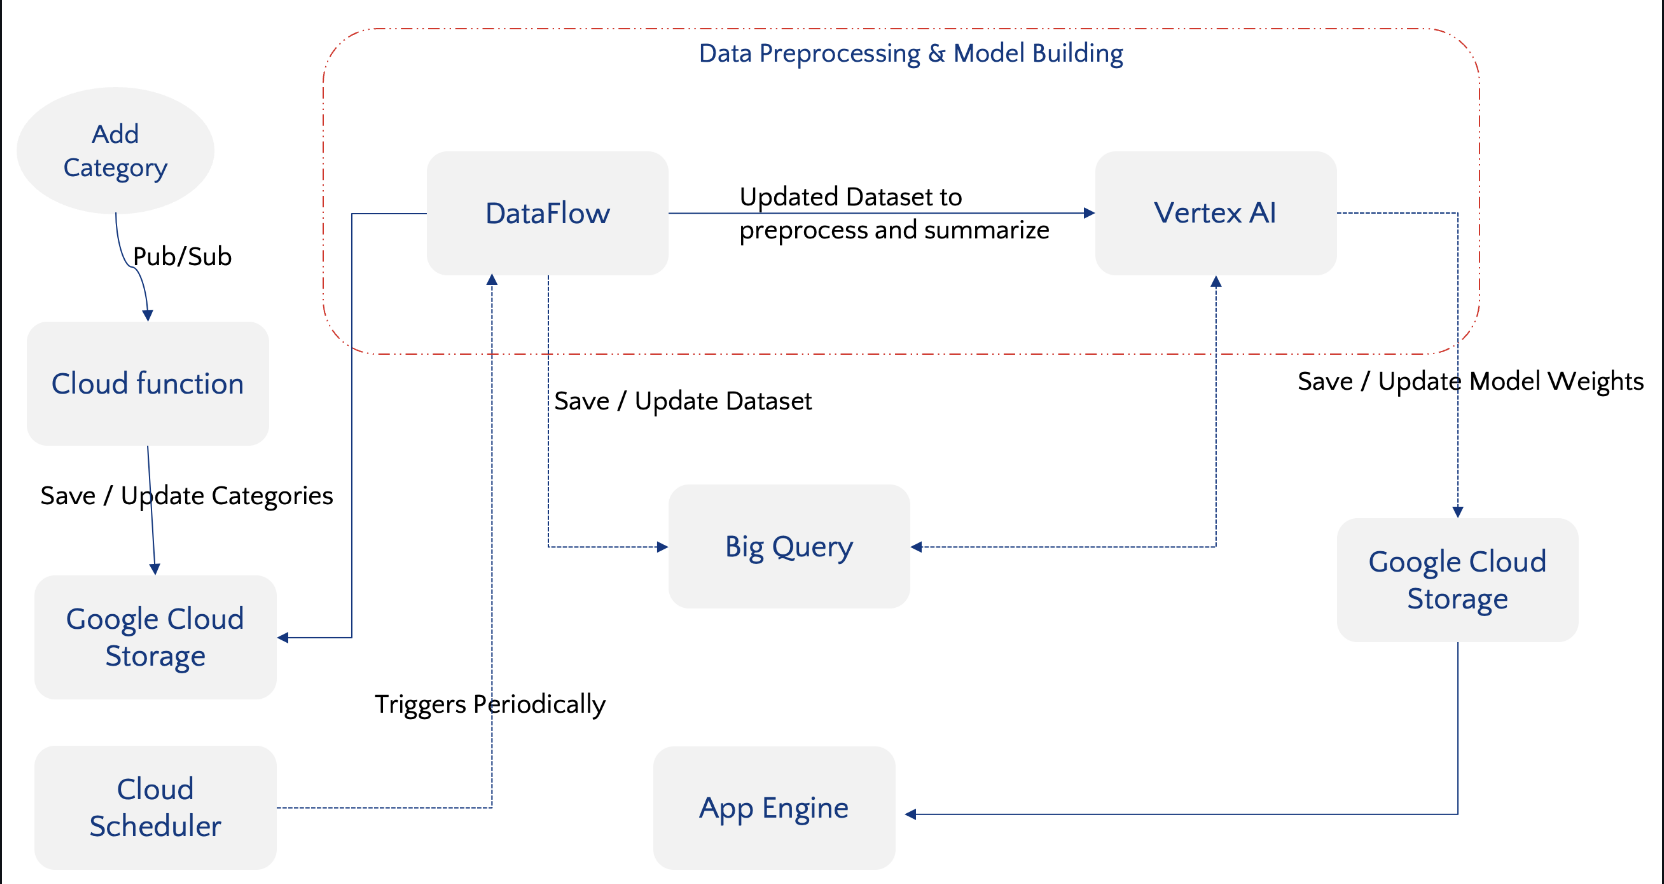 Data Preprocessing & Model Building
Add
Category
Pub/Sub
DataFlow
Updated Dataset to
preprocess and summarize
Vertex AI
Cloud function
Save / Update Dataset
Save / Update Model Weights
Save / Update Categories
Big Query
Google Cloud
Storage
Google Cloud
Storage
Triggers Periodically
Cloud
Scheduler
App Engine